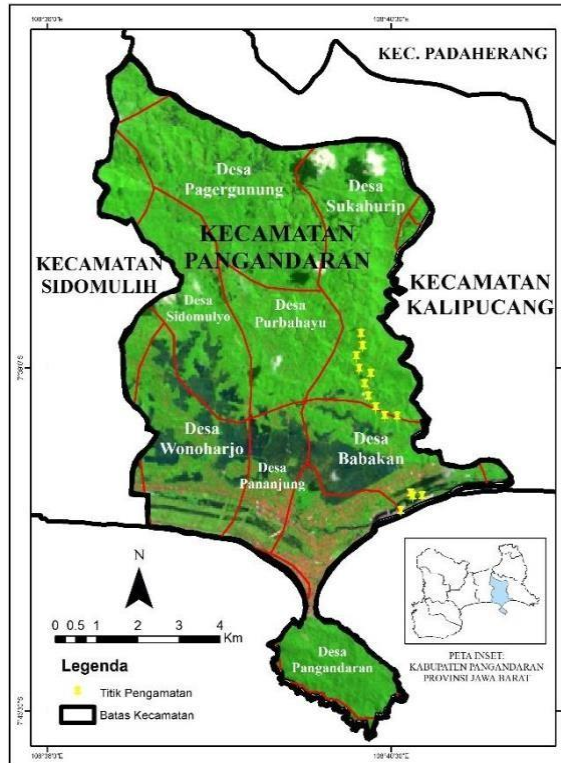 KEC. PADAHERANG
Desa
Pagergunung
Desa
Sukahurip
KECAMATAN
PANGANDARAN
KECAMATAN
SIDOMULIH
KECAMATAN
KALIPUCANG
Desa
Sidomulyo
Desa
Purbahayu
Desa
Wonoharjo
Desa
Pananjung
Desa
Babakan
N
0 0.5 1 2 3 4
Km
Legenda
Titik Pengamatan
Batas Kecamatan
Desa
Pangandaran
PETA INSET:
KABUPATEN PANGANDARAN
PROVINSI JAWA BARAT